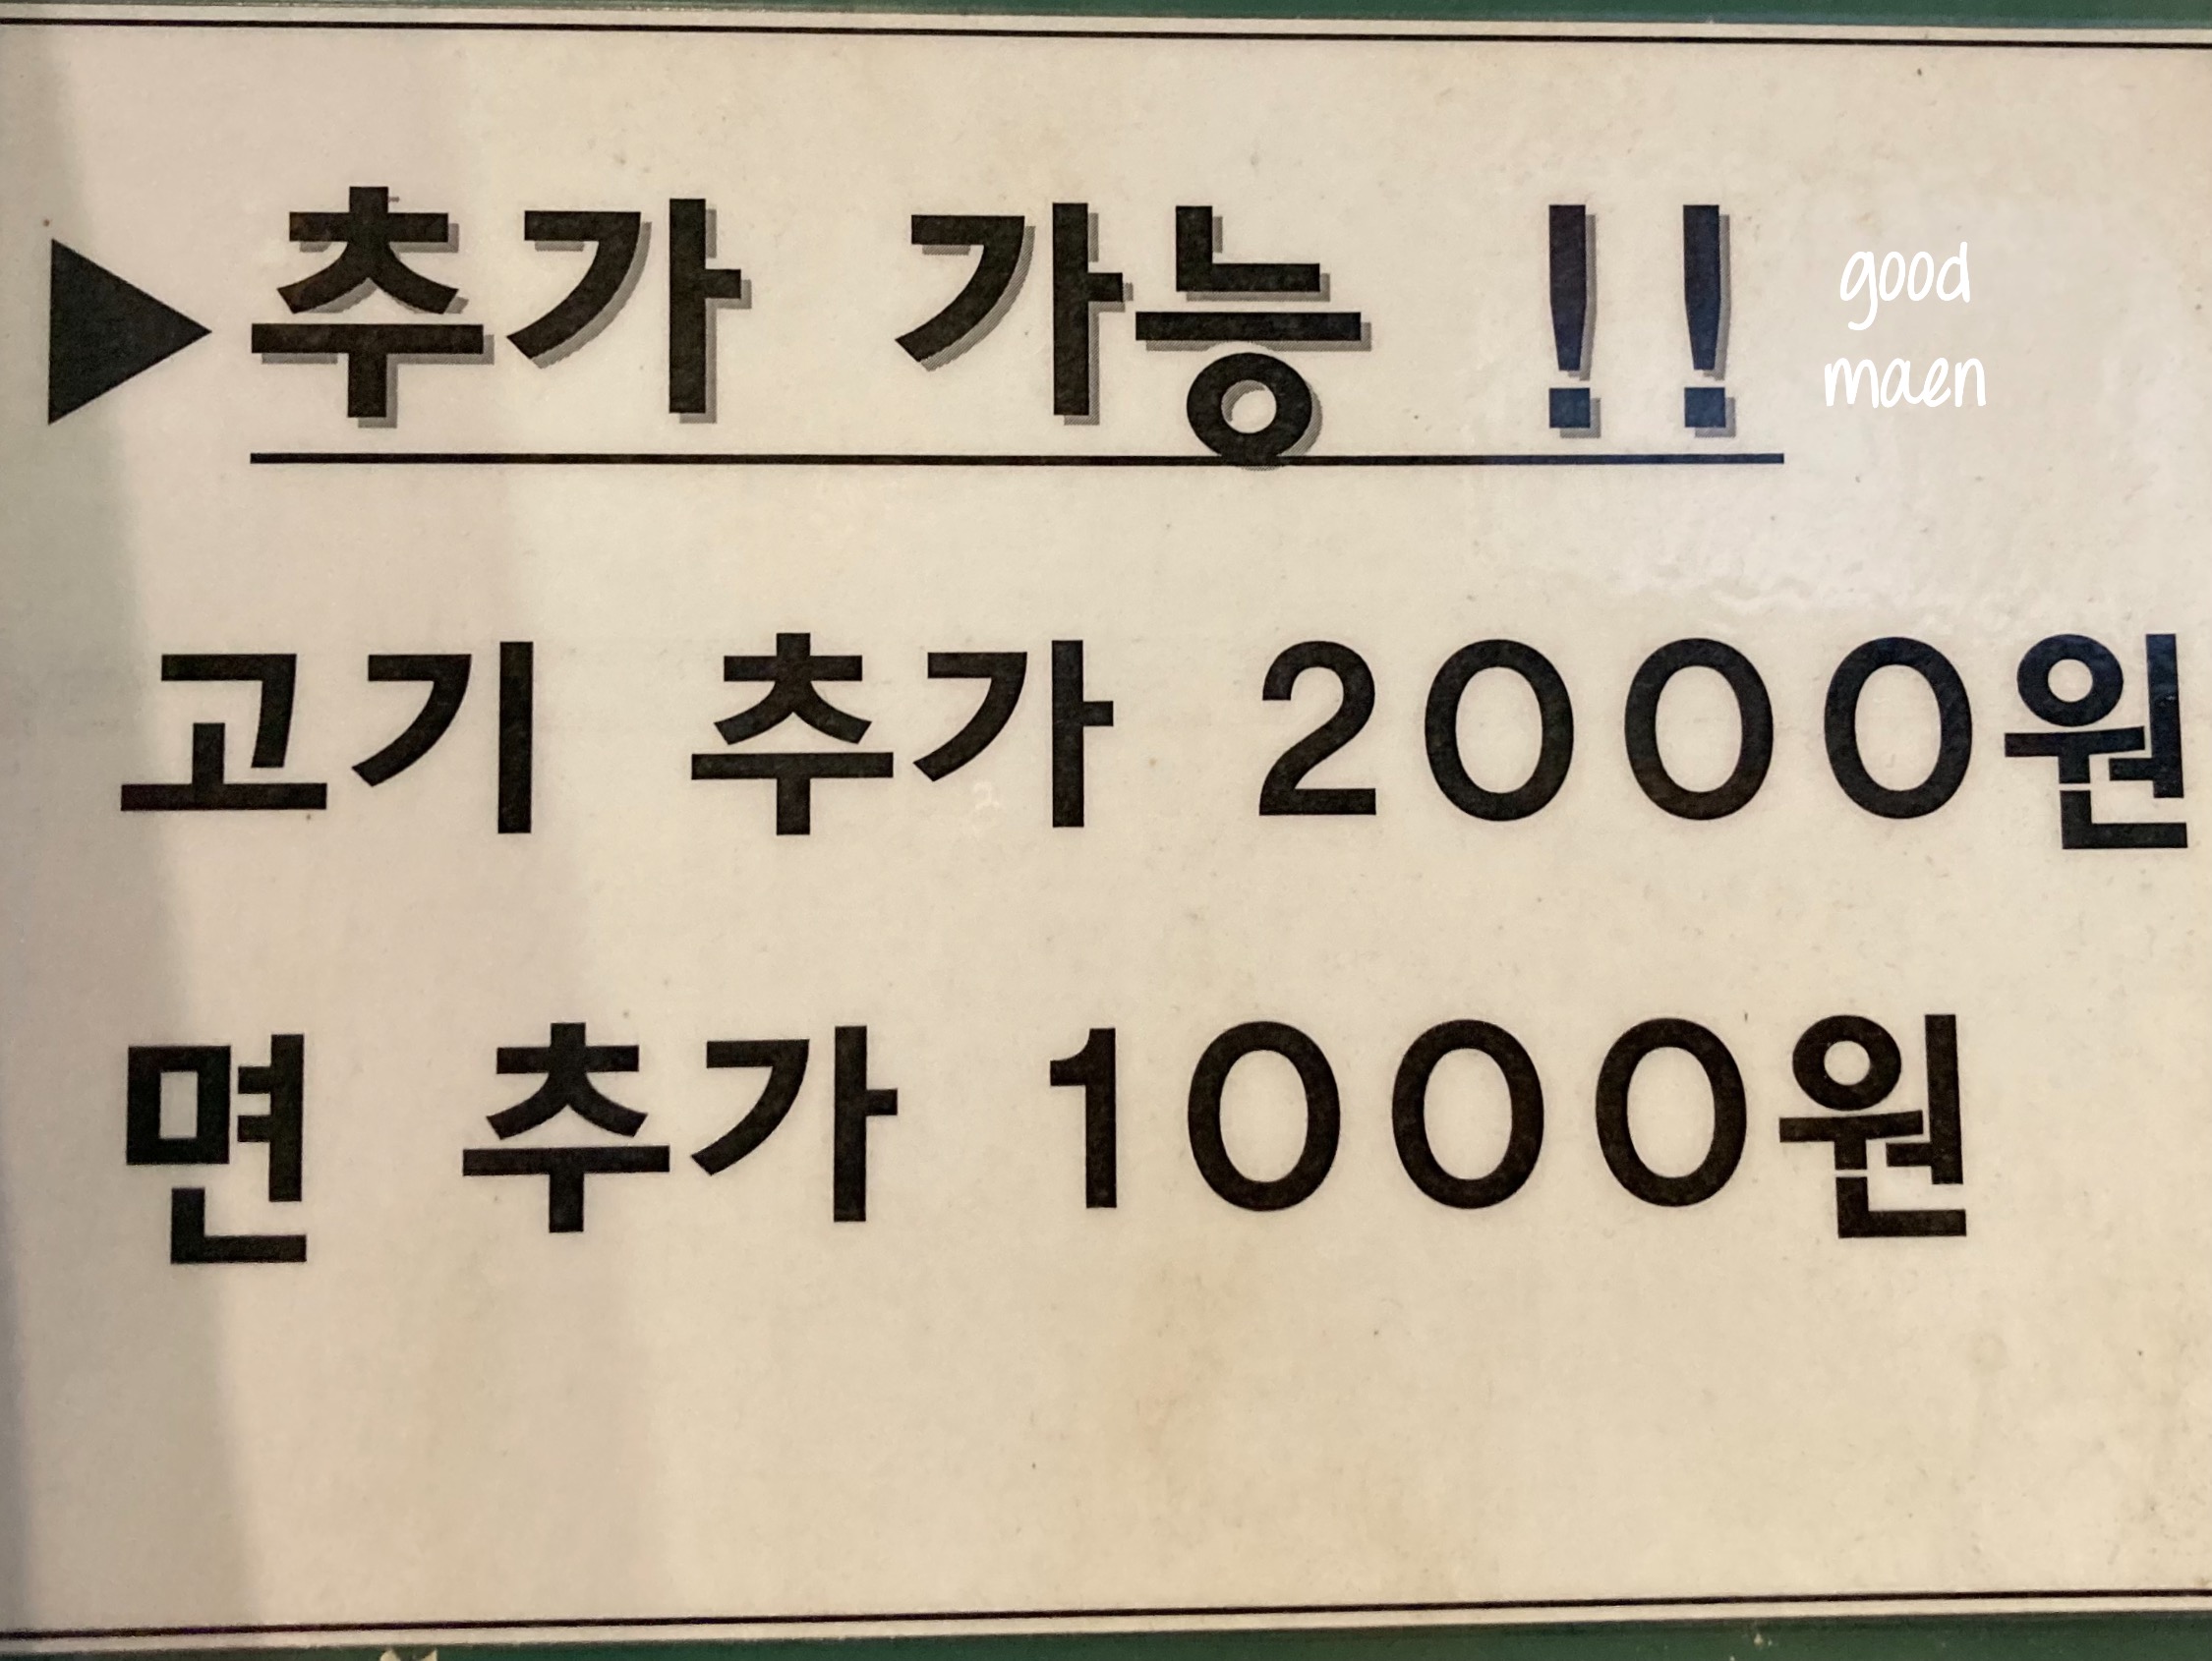 ▶추가 가능 !!
good
maen
고기 추가 2000원
면 추가 1000원